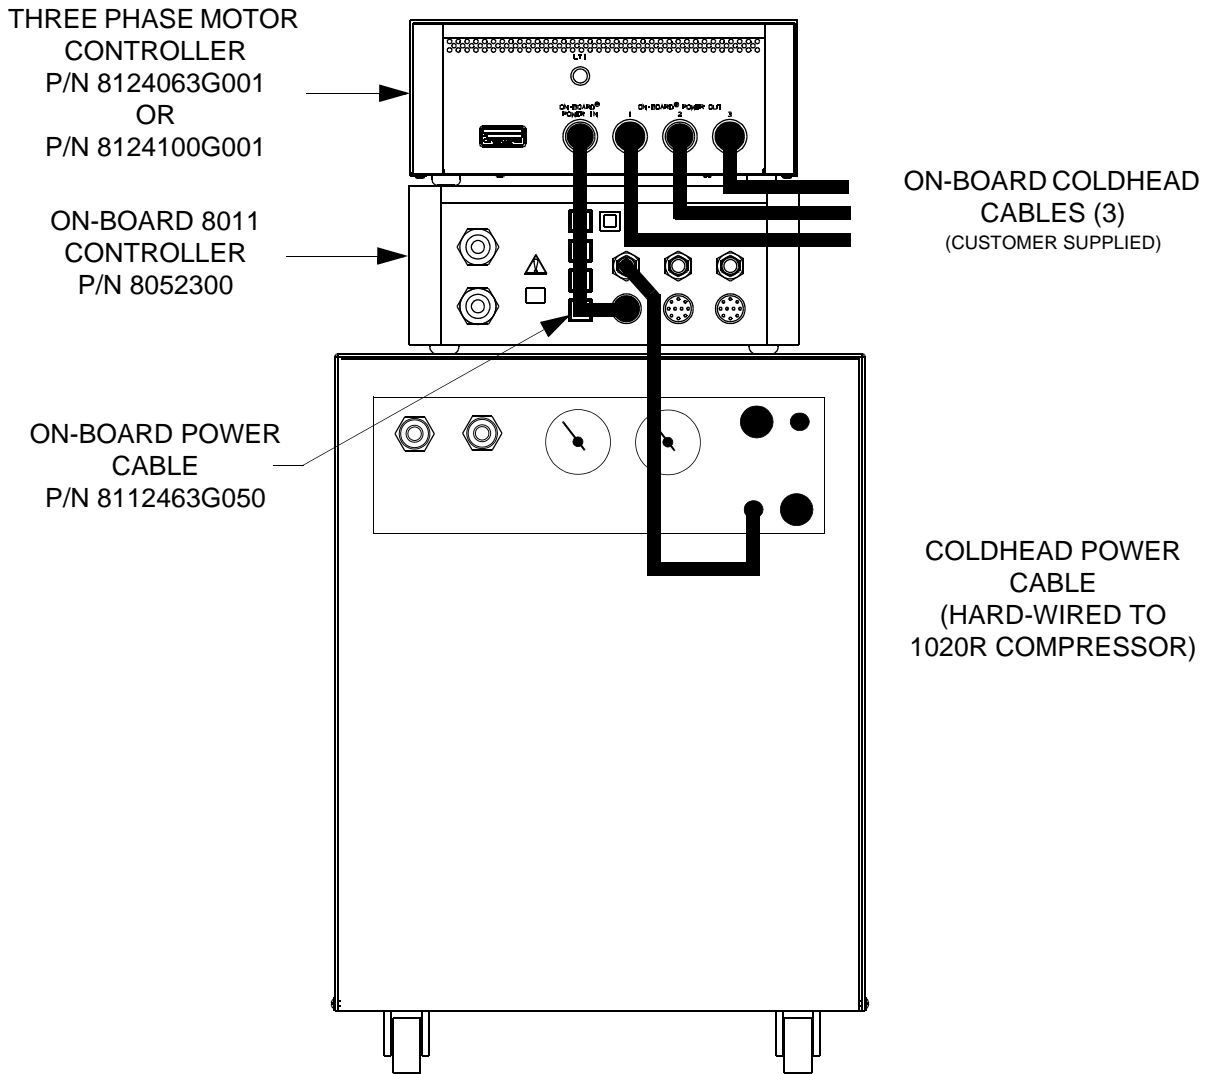 THREE PHASE MOTOR
CONTROLLER
P/N 8124063G001
OR
P/N 8124100G001
ON-BOARD 8011
CONTROLLER
P/N 8052300
ON-BOARD POWER
CABLE
P/N 8112463G050
LT1
ON-BOARD®
POWER IN
ON-BOARD® POWER OUT
1 2 3
ON-BOARD COLDHEAD
CABLES (3)
(CUSTOMER SUPPLIED)
COLDHEAD POWER
CABLE
(HARD-WIRED TO
1020R COMPRESSOR)